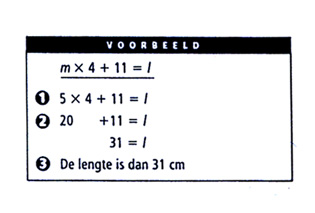 VOORBEELD
m × 4 + 11 = l
❶ 5 × 4 + 11 = l
❷ 20 +11 = l
31 = l
❸ De lengte is dan 31 cm